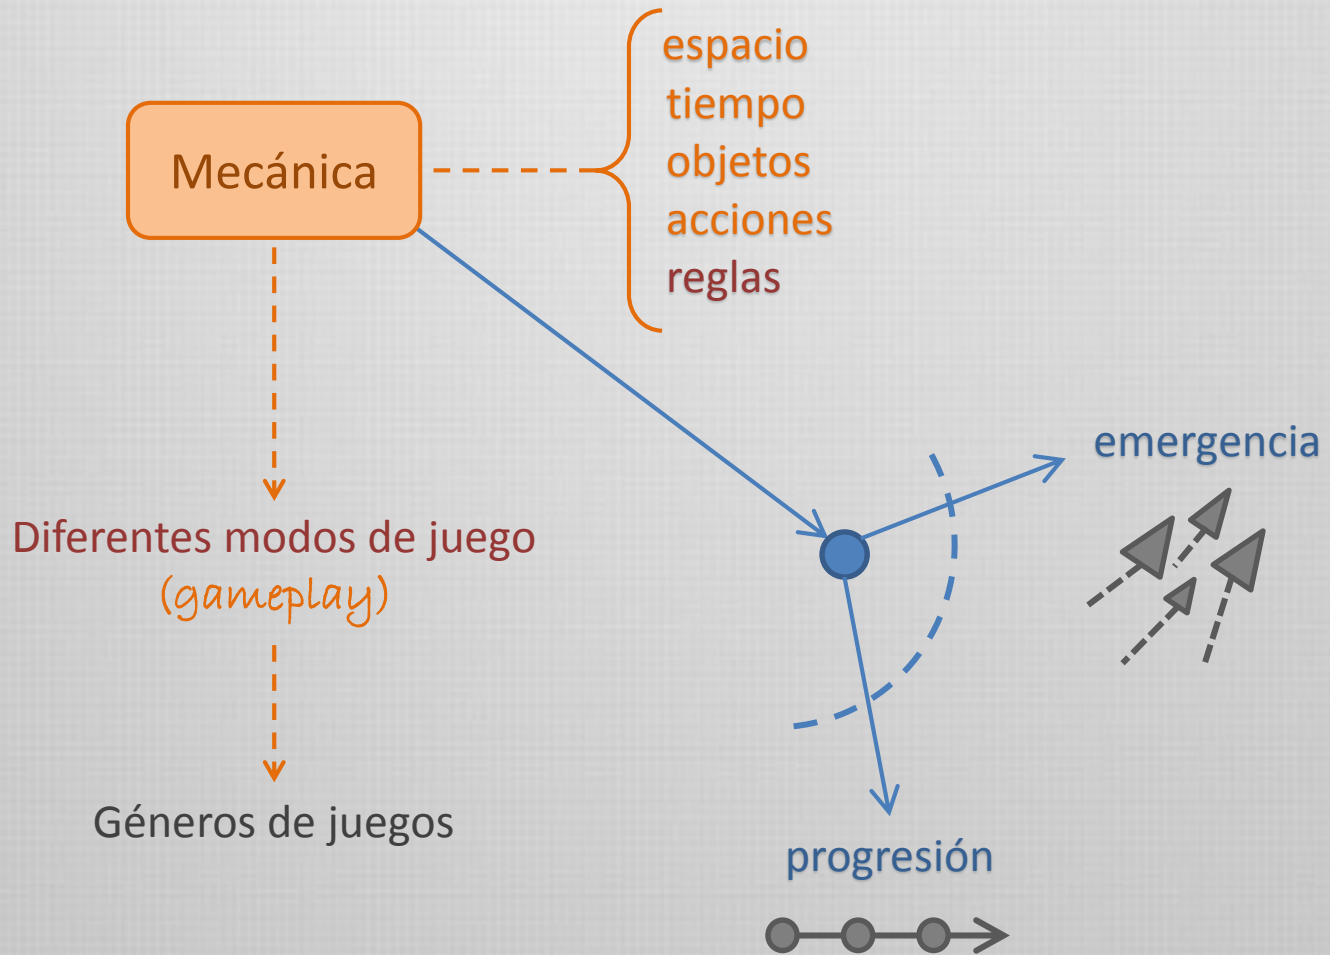 Mecánica
espacio
tiempo
objetos
acciones
reglas
emergencia
Diferentes modos de juego
(gameplay)
Géneros de juegos
progresión